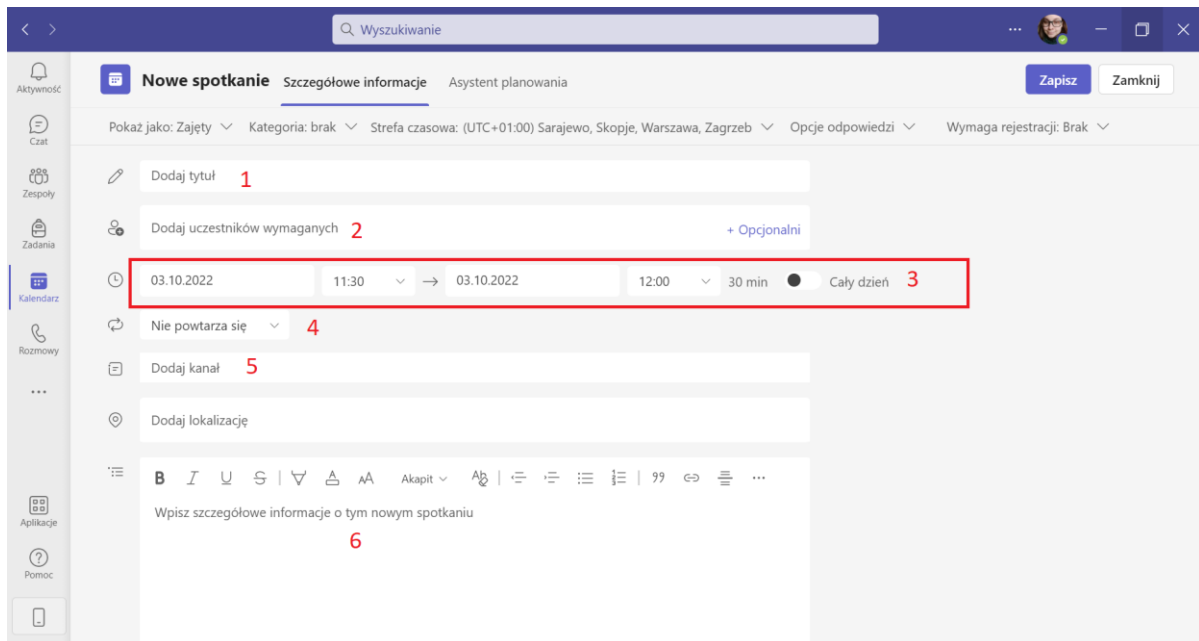 Wyszukiwanie
Aktywność
Czat
Zespoły
Zadania
Kalendarz
Rozmowy
Aplikacje
Pomoc
Nowe spotkanie Szczegółowe informacje Asystent planowania Zapisz Zamknij
Pokaż jako: Zajęty Kategoria: brak Strefa czasowa: (UTC+01:00) Sarajewo, Skopje, Warszawa, Zagrzeb Opcje odpowiedzi Wymaga rejestracji: Brak
Dodaj tytuł 1
Dodaj uczestników wymaganych 2 + Opcjonalni
03.10.2022 11:30 → 03.10.2022 12:00 30 min Cały dzień 3
Nie powtarza się 4
Dodaj kanał 5
Dodaj lokalizację
B I U S A AA Akapit Ab 99 ...
Wpisz szczegółowe informacje o tym nowym spotkaniu
6